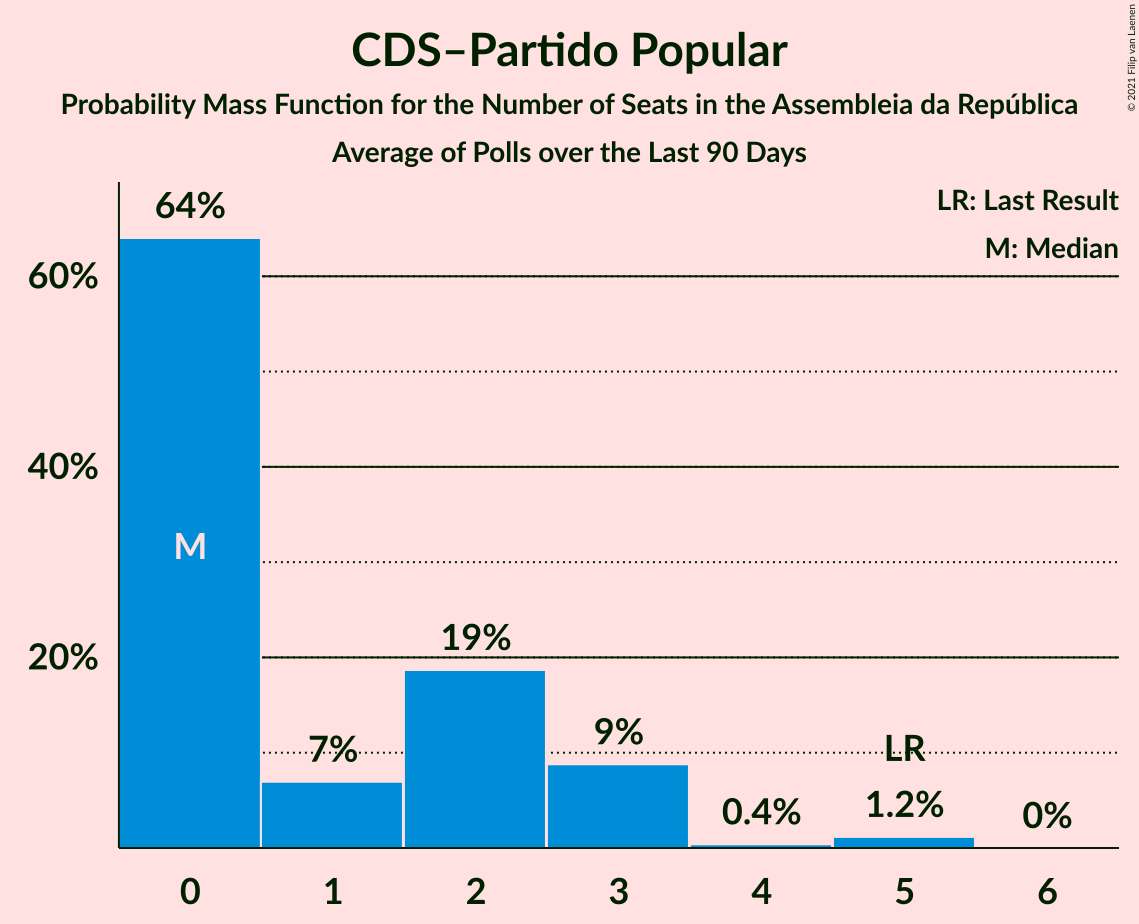 CDS–Partido Popular
Probability Mass Function for the Number of Seats in the Assembleia da República
Average of Polls over the Last 90 Days
© 2021 Filip van Laenen
LR: Last Result
M: Median
64%
60%
40%
M
20%
19%
7%
9%
LR
0.4%
1.2%
0%
0 1 2 3 4 5 6